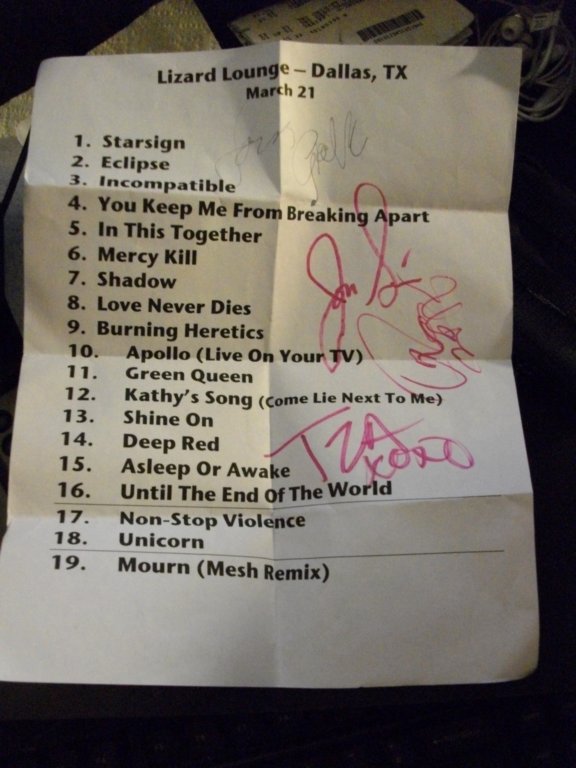 Lizard Lounge – Dallas, TX
March 21
1. Starsign
2. Eclipse
3. Incompatible
4. You Keep Me From Breaking Apart
5. In This Together
6. Mercy Kill
7. Shadow
8. Love Never Dies
9. Burning Heretics
10. Apollo (Live On Your TV)
11. Green Queen
12. Kathy's Song (Come Lie Next To Me)
13. Shine On
14. Deep Red
15. Asleep Or Awake
16. Until The End Of The World
17. Non-Stop Violence
18. Unicorn
19. Mourn (Mesh Remix)
XOXO